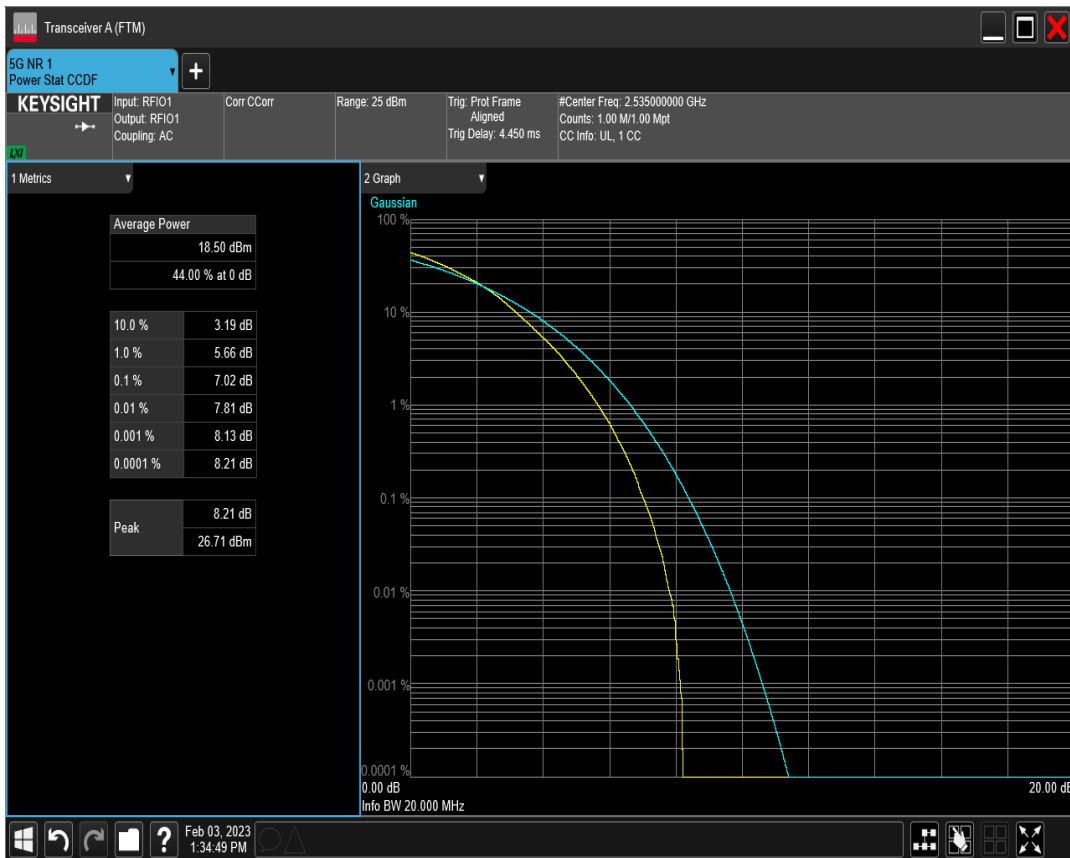 Transceiver A (FTM)
5G NR 1
Power Stat CCDF
+
KEYSIGHT
LXI
Input: RFIO1
Output: RFIO1
Coupling: AC
Corr CCorr
Range: 25 dBm
Trig: Prot Frame
Aligned
Trig Delay: 4.450 ms
#Center Freq: 2.535000000 GHz
Counts: 1.00 M/1.00 Mpt
CC Info: UL, 1 CC
1 Metrics
Average Power
18.50 dBm
44.00 % at 0 dB
10.0 % 3.19 dB
1.0 % 5.66 dB
0.1 % 7.02 dB
0.01 % 7.81 dB
0.001 % 8.13 dB
0.0001 % 8.21 dB
Peak
8.21 dB
26.71 dBm
2 Graph
Gaussian
100 %
10 %
1 %
0.1 %
0.01 %
0.001 %
0.0001 %
0.00 dB 20.00 dB
Info BW 20.000 MHz
?
Feb 03, 2023
1:34:49 PM